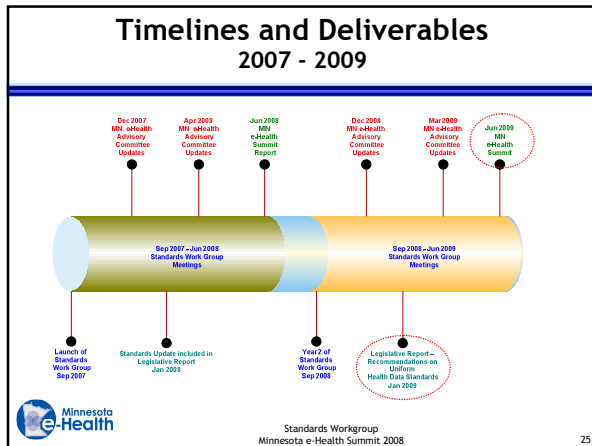 Timelines and Deliverables
2007 - 2009
Dec 2007
MN e-Health
Advisory
Committee
Updates
Apr 2008
MN e-Health
Advisory
Committee
Updates
Jun 2008
MN
e-Health
Summit
Report
Dec 2008
MN e-Health
Advisory
Committee
Updates
Mar 2009
MN e-Health
Advisory
Committee
Updates
Jun 2009
MN
e-Health
Summit
Sep 2007 - Jun 2008
Standards Work Group
Meetings
Sep 2008 - Jun 2009
Standards Work Group
Meetings
Launch of
Standards
Work Group
Sep 2007
Standards Update included in
Legislative Report
Jan 2008
Year 2 of
Standards
Work Group
Sep 2008
Legislative Report –
Recommendations on
Uniform
Health Data Standards
Jan 2009
Minnesota
e-Health
Standards Workgroup
Minnesota e-Health Summit 2008
25